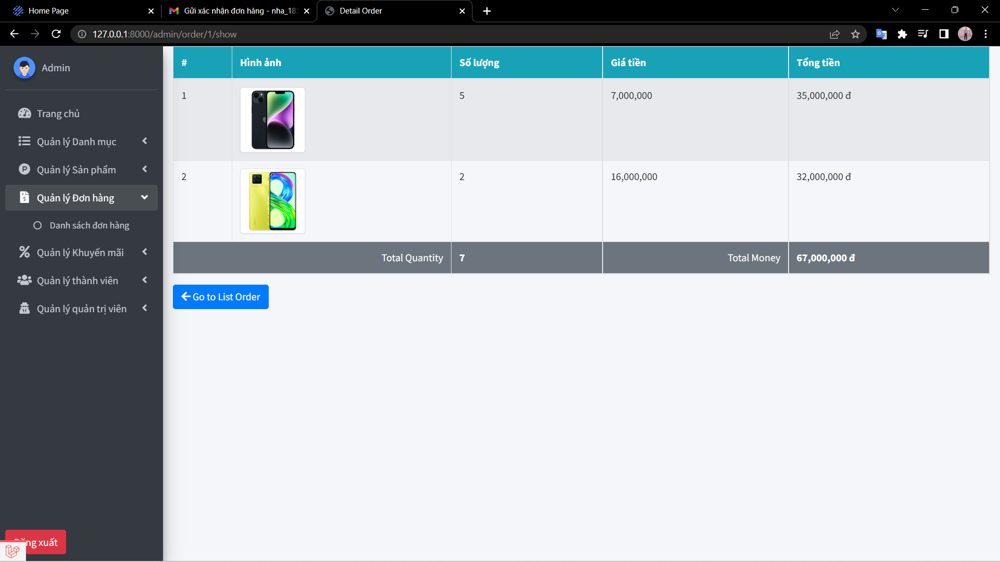 Home Page
Gửi xác nhận đơn hàng - nha_18
Detail Order
127.0.0.1:8000/admin/order/1/show
Admin
Trang chủ
Quản lý Danh mục
Quản lý Sản phẩm
Quản lý Đơn hàng
Danh sách đơn hàng
Quản lý Khuyến mãi
Quản lý thành viên
Quản lý quản trị viên
# Hình ảnh Số lượng Giá tiền Tổng tiền
1 5 7,000,000 35,000,000 đ
2 2 16,000,000 32,000,000 đ
Total Quantity 7 Total Money 67,000,000 đ
Go to List Order
Đăng xuất